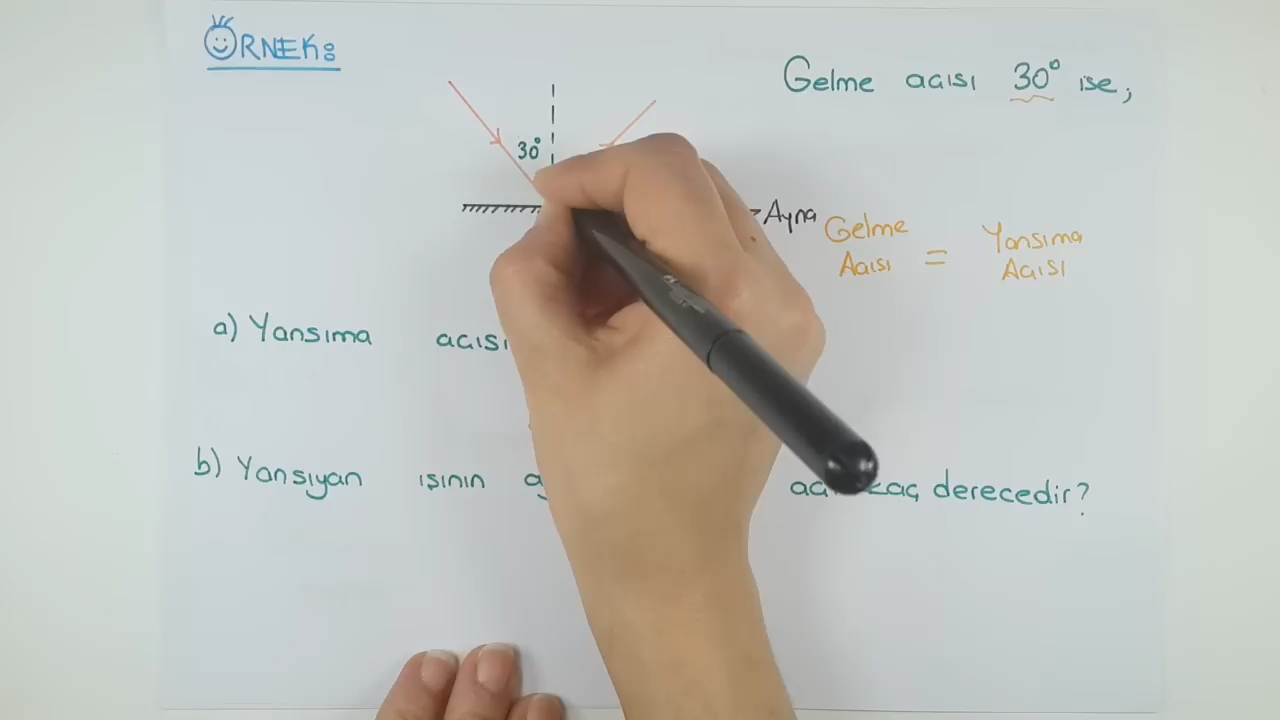 ÖRNEK:
Gelme açısı 30° ise;
30°
Ayna
Gelme Açısı = Yansıma Açısı
a) Yansıma açısı
b) Yansıyan ışının kaç derecedir?